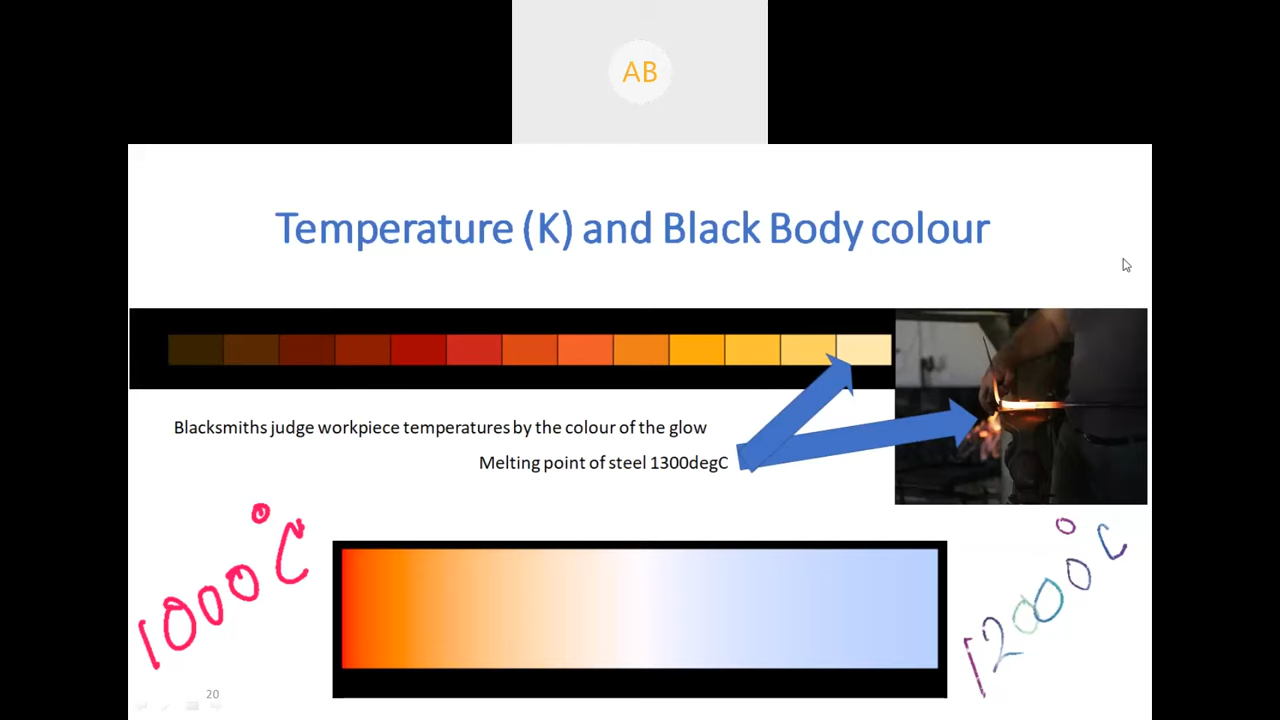 AB
Temperature (K) and Black Body colour
Blacksmiths judge workpiece temperatures by the colour of the glow
Melting point of steel 1300degC
1000°C
12000°C
20